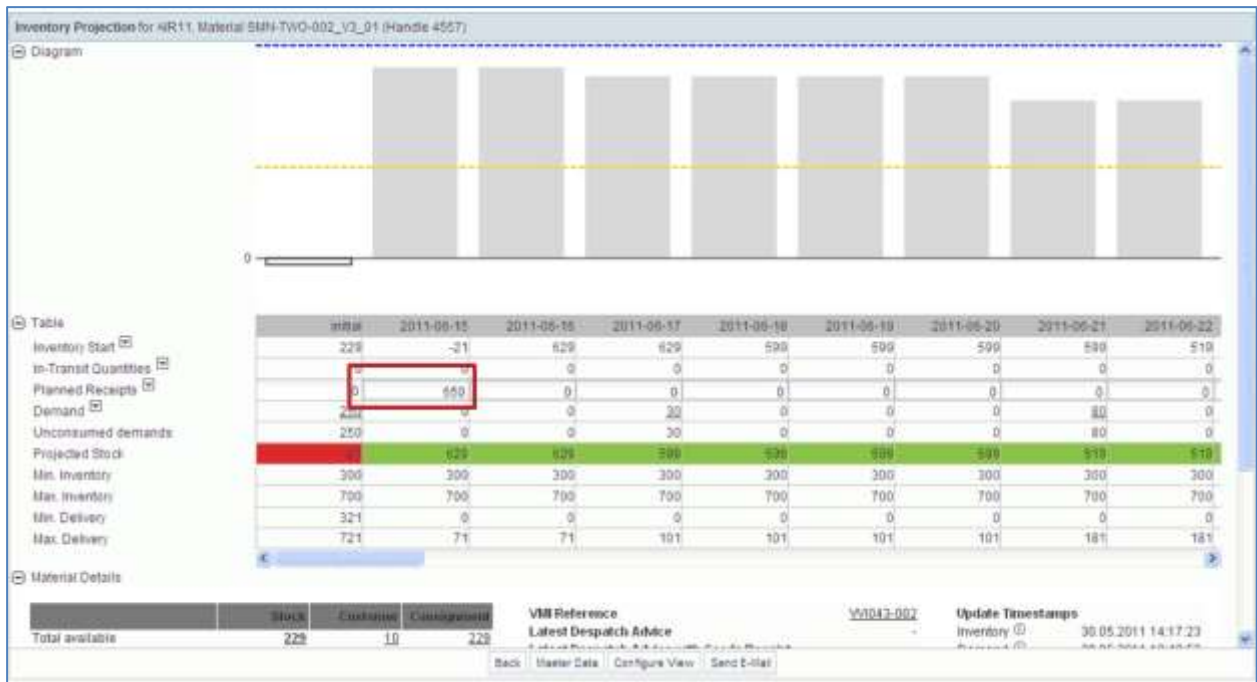 Inventory Projection for AIR11, Material SMN-TWO-002_V3_01 (Handle 4557)
Diagram
0
Table initial 2011-06-15 2011-06-16 2011-06-17 2011-06-18 2011-06-19 2011-06-20 2011-06-21 2011-06-22
Inventory Start 229 -21 629 629 599 599 599 599 519
In-Transit Quantities 0 0 0 0 0 0 0 0 0
Planned Receipts 0 650 0 0 0 0 0 0 0
Demand 250 0 0 30 0 0 0 80 0
Unconsumed demands 250 0 0 30 0 0 0 80 0
Projected Stock 629 629 599 599 599 599 519 519
Min. Inventory 300 300 300 300 300 300 300 300 300
Max. Inventory 700 700 700 700 700 700 700 700 700
Min. Delivery 321 0 0 0 0 0 0 0 0
Max. Delivery 721 71 71 101 101 101 101 181 181
Material Details
Stock Customer Consignment VMI Reference VVI043-002 Update Timestamps
Total available 229 10 229 Latest Despatch Advice - Inventory 30.05.2011 14:17:23
Back Master Data Configure View Send E-Mail